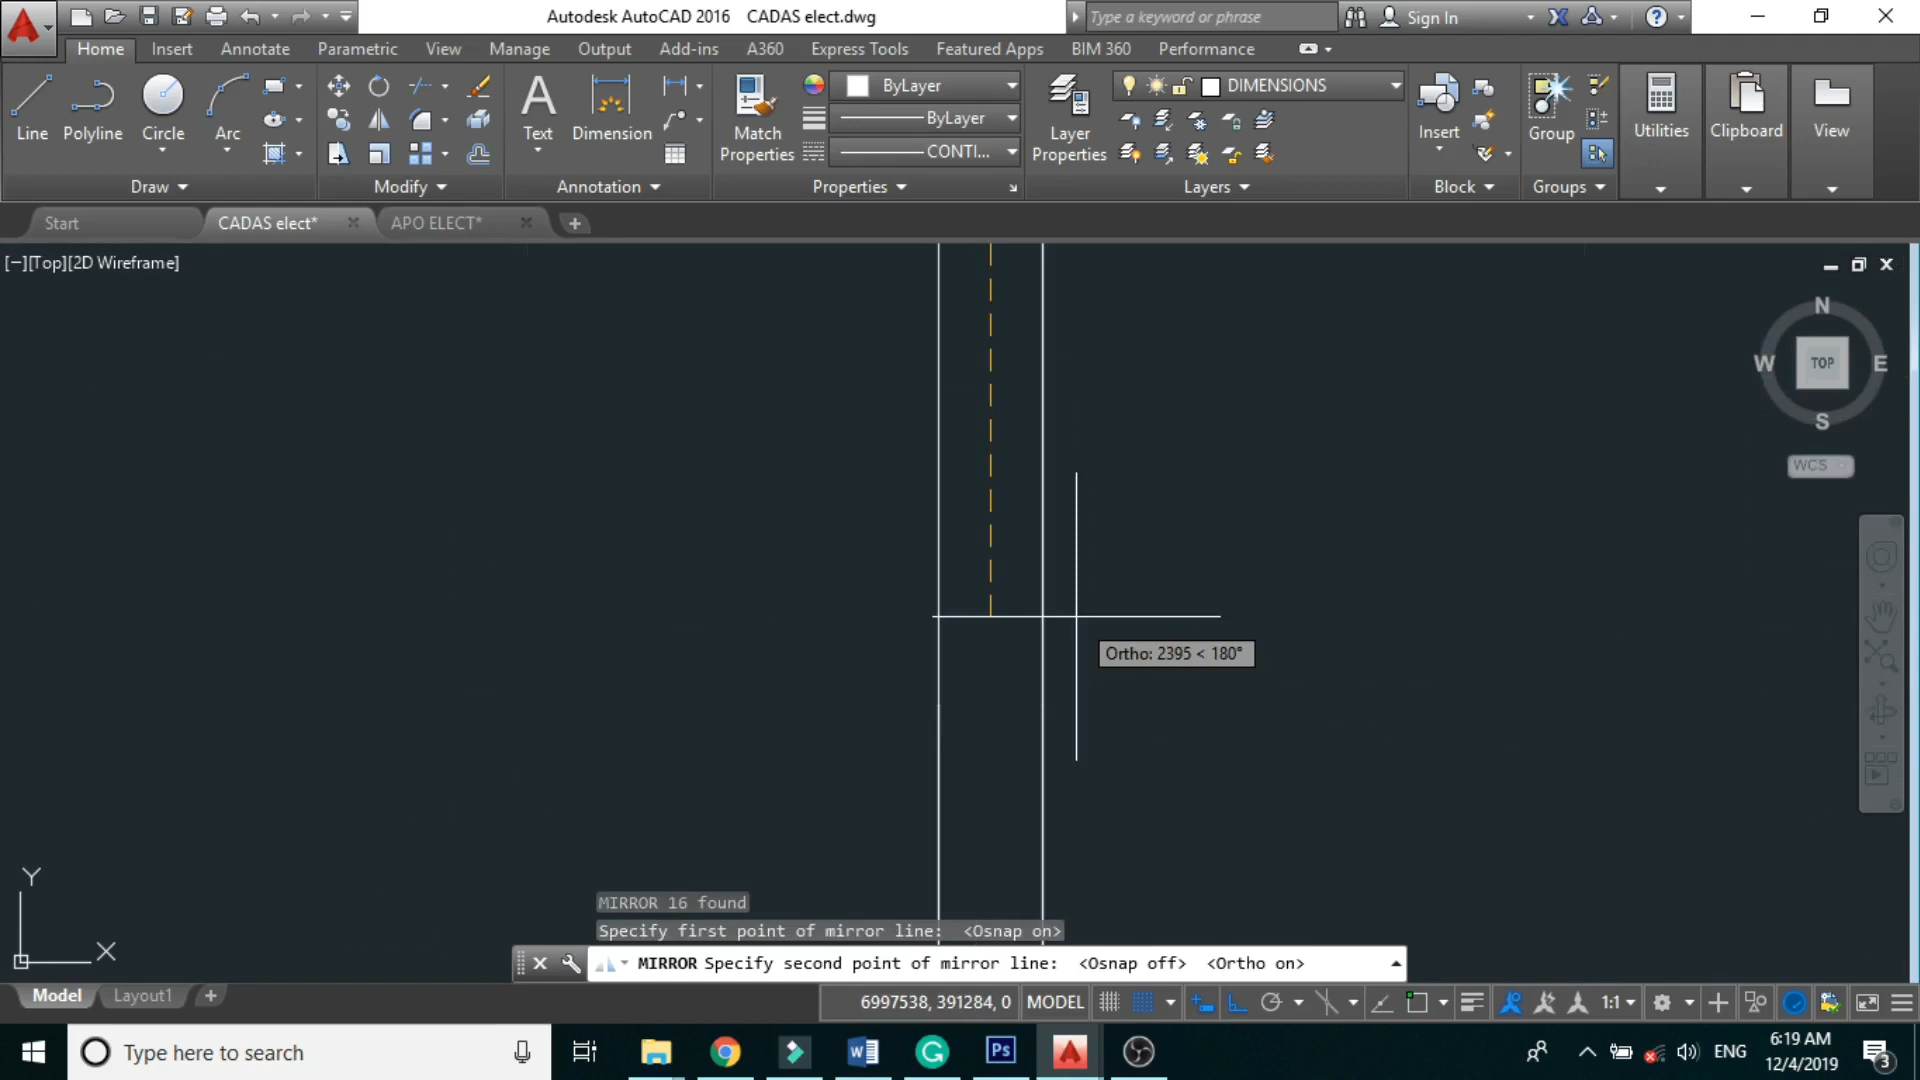 Autodesk AutoCAD 2016 CADAS elect.dwg
Type a keyword or phrase
Sign In
Home Insert Annotate Parametric View Manage Output Add-ins A360 Express Tools Featured Apps BIM 360 Performance
Line Polyline Circle Arc
Text Dimension
Match Properties
ByLayer
ByLayer
CONTI...
Layer Properties
DIMENSIONS
Insert
Group
Utilities
Clipboard
View
Draw Modify Annotation Properties Layers Block Groups
Start CADAS elect* APO ELECT*
[−][Top][2D Wireframe]
N
W TOP E
S
WCS
Ortho: 2395 < 180°
Y
X
MIRROR 16 found
Specify first point of mirror line: <Osnap on>
MIRROR Specify second point of mirror line: <Osnap off> <Ortho on>
Model Layout1
6997538, 391284, 0 MODEL
1:1
Type here to search
Ps
ENG
6:19 AM
12/4/2019
3